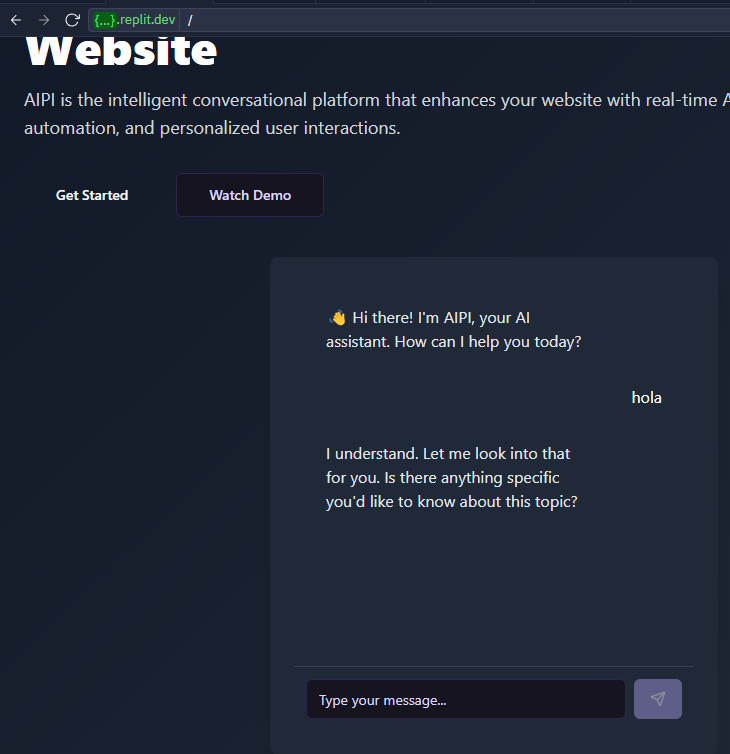 {...}.replit.dev /
Website
AIPI is the intelligent conversational platform that enhances your website with real-time A
automation, and personalized user interactions.
Get Started
Watch Demo
👋 Hi there! I'm AIPI, your AI
assistant. How can I help you today?
hola
I understand. Let me look into that
for you. Is there anything specific
you'd like to know about this topic?
Type your message...